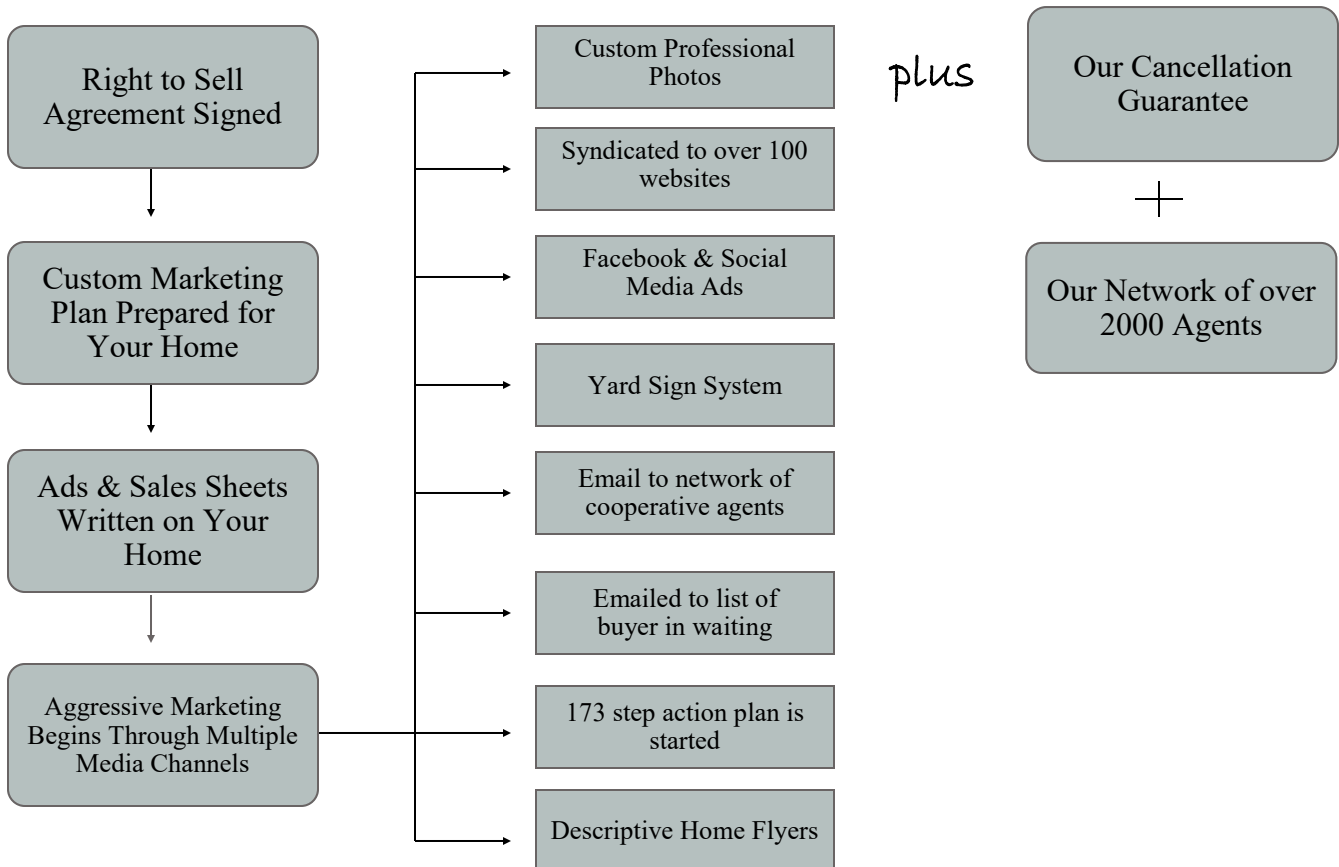 Right to Sell
Agreement Signed
Custom Marketing
Plan Prepared for
Your Home
Ads & Sales Sheets
Written on Your
Home
Aggressive Marketing
Begins Through Multiple
Media Channels
Custom Professional
Photos
Syndicated to over 100
websites
Facebook & Social
Media Ads
Yard Sign System
Email to network of
cooperative agents
Emailed to list of
buyer in waiting
173 step action plan is
started
Descriptive Home Flyers
plus
Our Cancellation
Guarantee
+
Our Network of over
2000 Agents